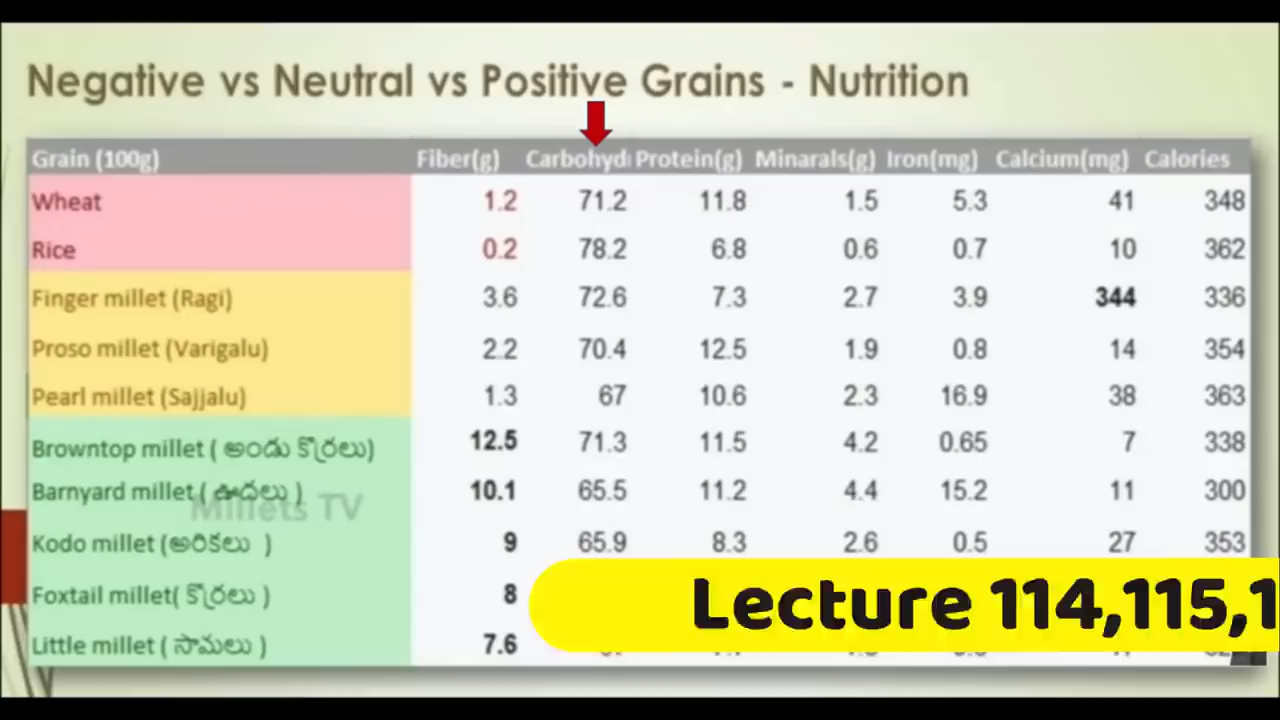 Negative vs Neutral vs Positive Grains - Nutrition
Grain (100g) Fiber(g) Carbohyd Protein(g) Minarals(g) Iron(mg) Calcium(mg) Calories
Wheat 1.2 71.2 11.8 1.5 5.3 41 348
Rice 0.2 78.2 6.8 0.6 0.7 10 362
Finger millet (Ragi) 3.6 72.6 7.3 2.7 3.9 344 336
Proso millet (Varigalu) 2.2 70.4 12.5 1.9 0.8 14 354
Pearl millet (Sajjalu) 1.3 67 10.6 2.3 16.9 38 363
Browntop millet ( అండు కొర్రలు) 12.5 71.3 11.5 4.2 0.65 7 338
Barnyard millet ( ఊదలు ) 10.1 65.5 11.2 4.4 15.2 11 300
Millets TV
Kodo millet (అరికలు ) 9 65.9 8.3 2.6 0.5 27 353
Foxtail millet( కొర్రలు ) 8
Lecture 114,115,1
Little millet ( సామలు ) 7.6